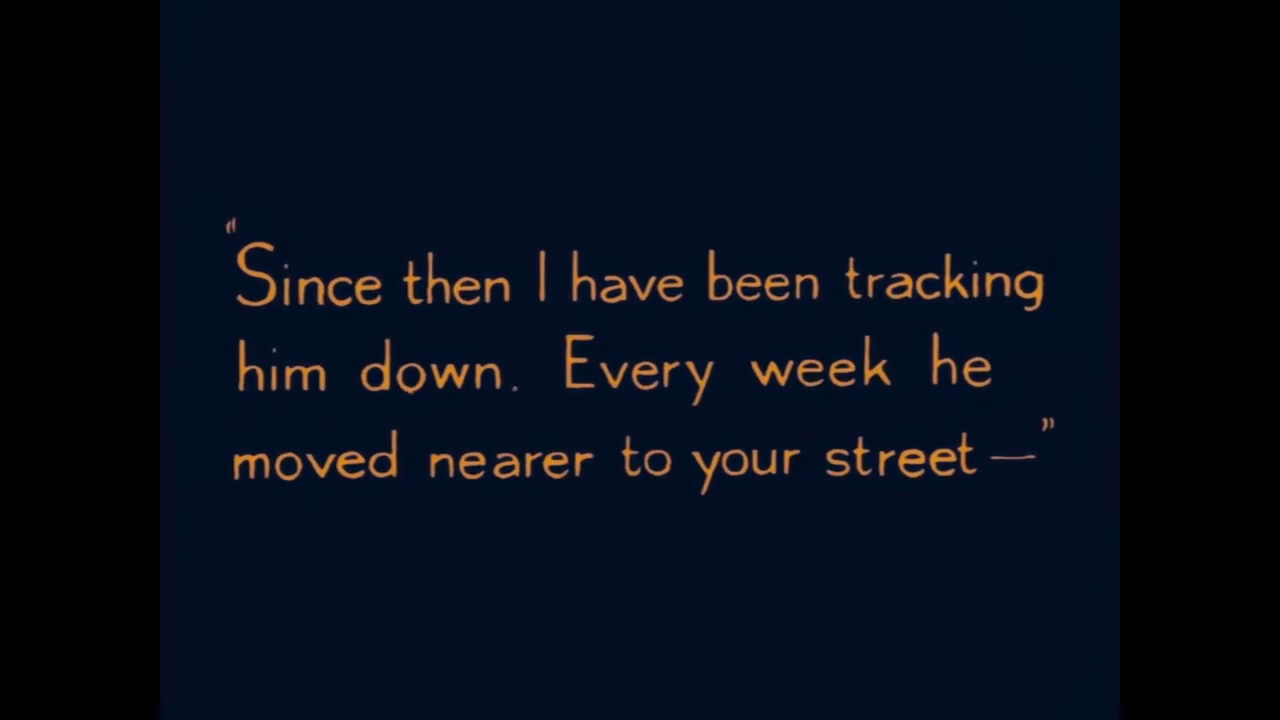 "Since then I have been tracking
him down. Every week he
moved nearer to your street —"